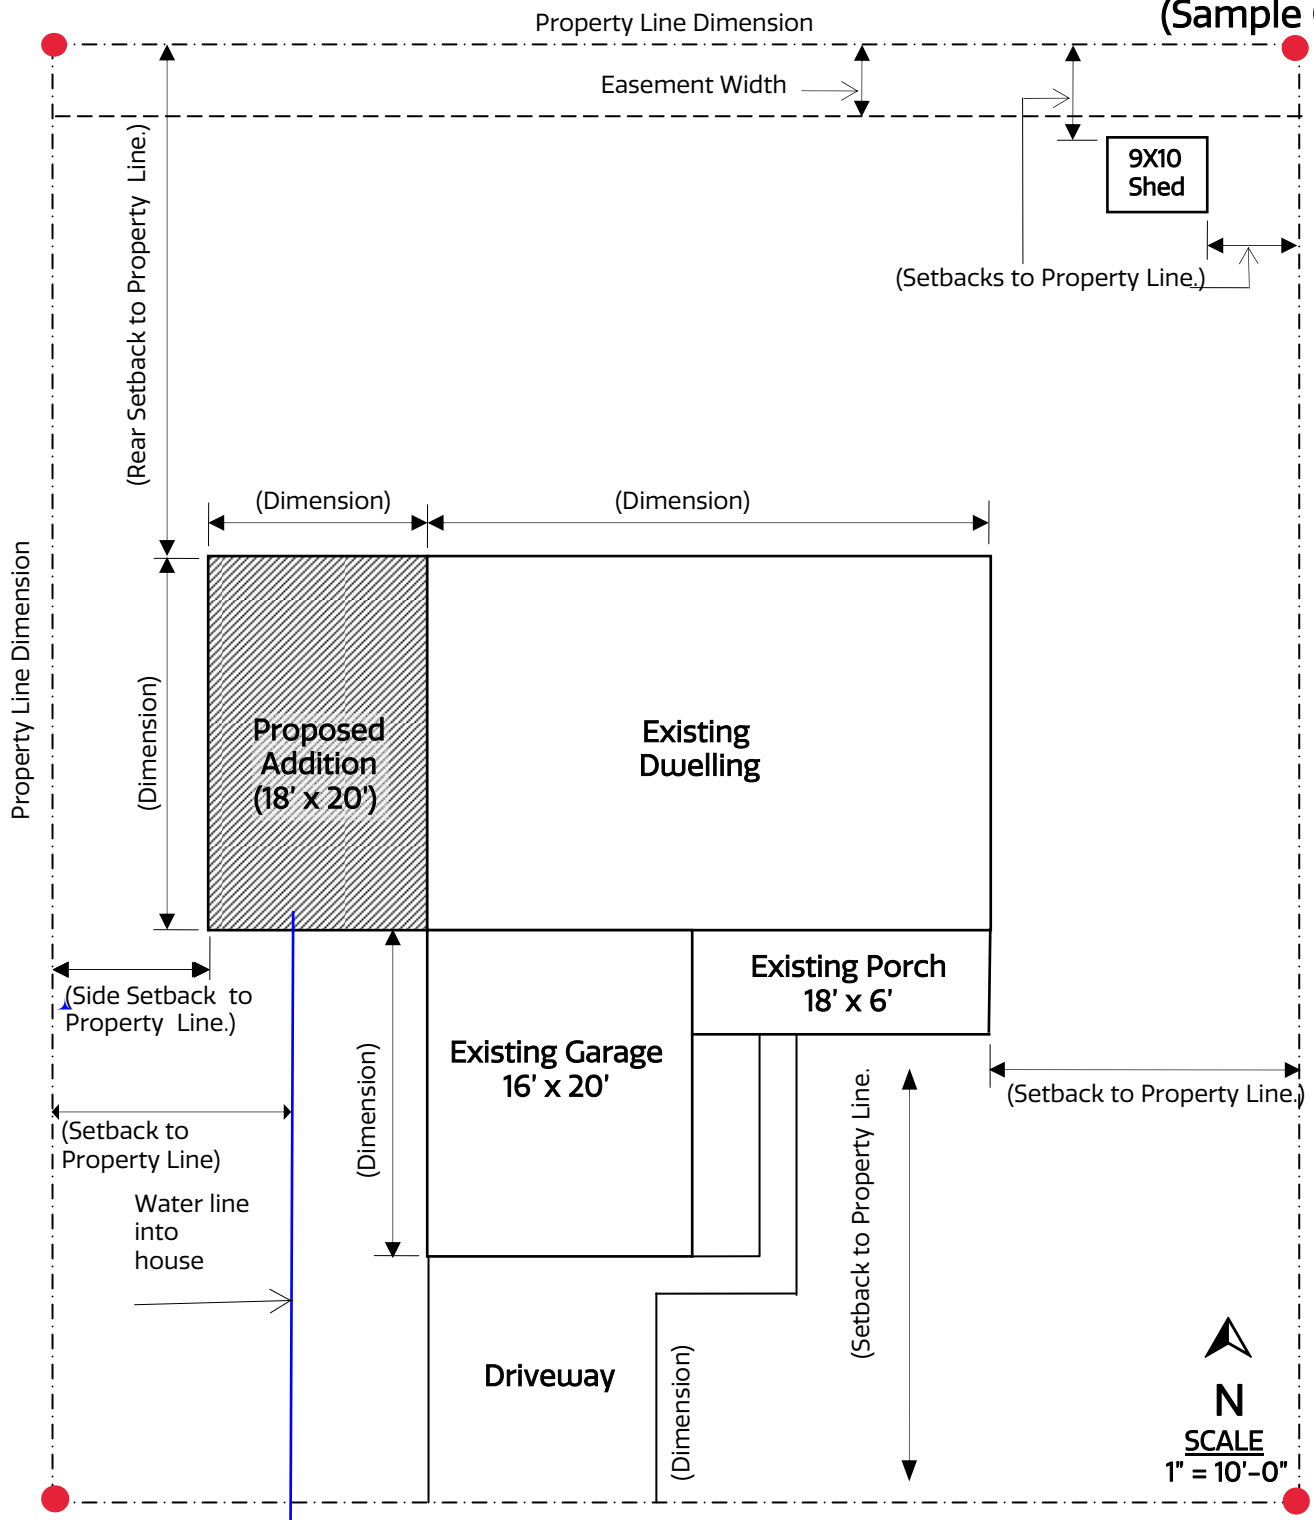 (Sample
Property Line Dimension
Easement Width
9X10
Shed
(Setbacks to Property Line.)
(Rear Setback to Property Line.)
(Dimension)
(Dimension)
Property Line Dimension
(Dimension)
Proposed
Addition
(18' x 20')
Existing
Dwelling
(Side Setback to
Property Line.)
Existing Porch
18' x 6'
Existing Garage
16' x 20'
(Dimension)
(Setback to Property Line.
(Setback to Property Line.)
(Setback to
Property Line)
Water line
into
house
Driveway
(Dimension)
N
SCALE
1" = 10'-0"